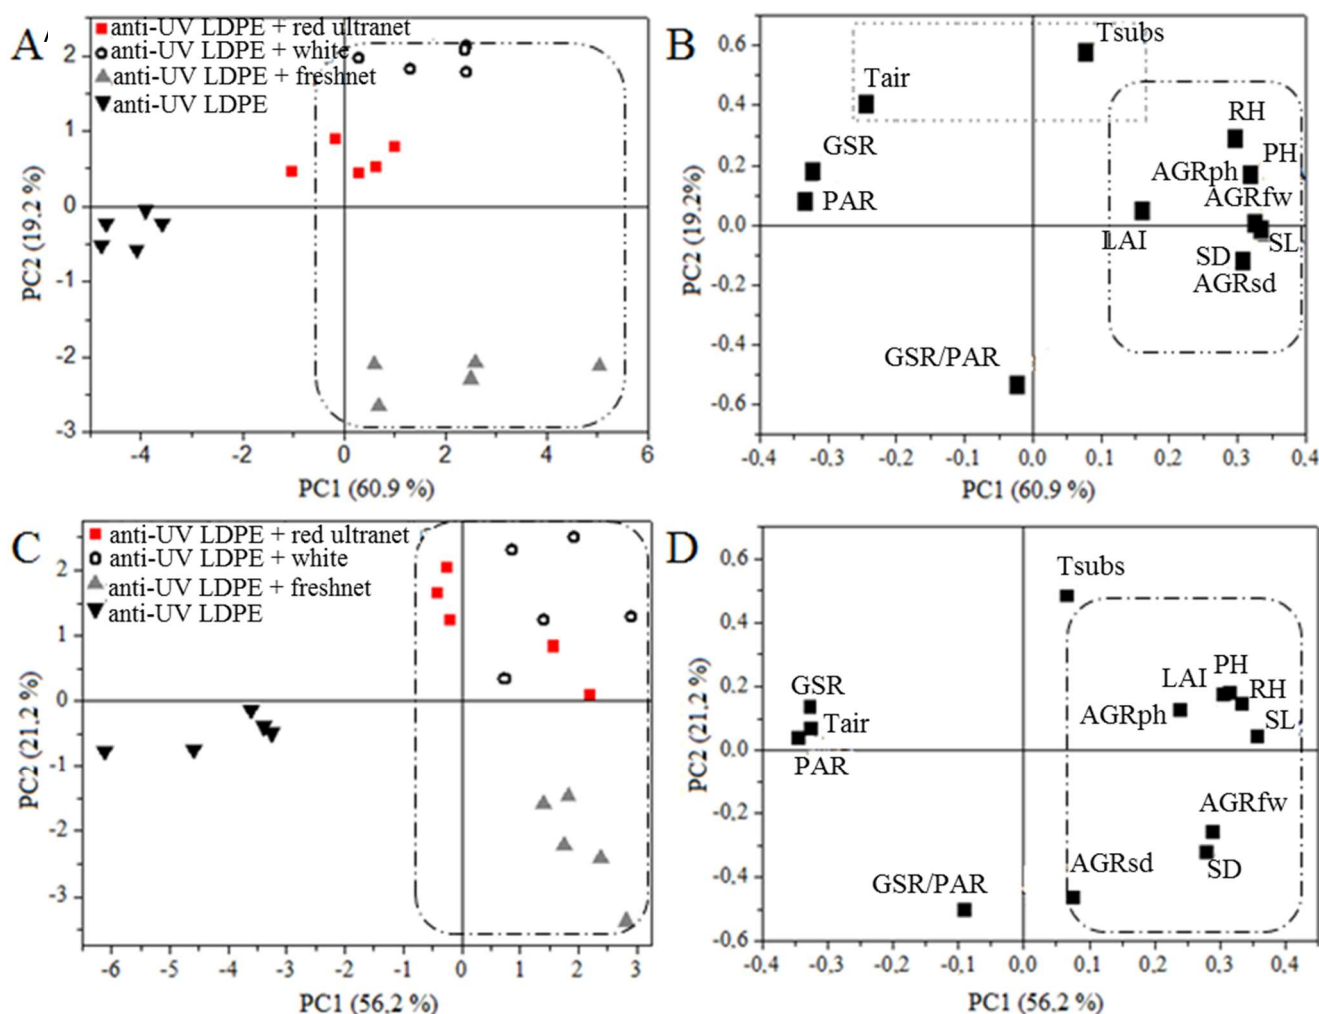 A
anti-UV LDPE + red ultranet
anti-UV LDPE + white
anti-UV LDPE + freshnet
anti-UV LDPE
2
1
0
-1
-2
-3
-4
-2
0
2
4
6
PC2 (19.2 %)
PC1 (60.9 %)
B
0.6
0.4
0.2
0.0
-0.2
-0.4
-0.6
-0.4
-0.3
-0.2
-0.1
0.0
0.1
0.2
0.3
0.4
PC2 (19.2%)
PC1 (60.9 %)
Tsubs
Tair
RH
GSR
PH
AGRph
PAR
AGRfw
LAI
SL
SD
AGRsd
GSR/PAR
C
anti-UV LDPE + red ultranet
anti-UV LDPE + white
anti-UV LDPE + freshnet
anti-UV LDPE
2
1
0
-1
-2
-3
-6
-5
-4
-3
-2
-1
0
1
2
3
PC2 (21.2 %)
PC1 (56,2 %)
D
0.6
0.4
0.2
0.0
-0.2
-0.4
-0.6
-0.4
-0.3
-0.2
-0.1
0.0
0.1
0.2
0.3
0.4
PC2 (21.2 %)
PC1 (56,2 %)
Tsubs
PH
LAI
GSR
RH
AGRph
Tair
SL
PAR
AGRfw
AGRsd
SD
GSR/PAR